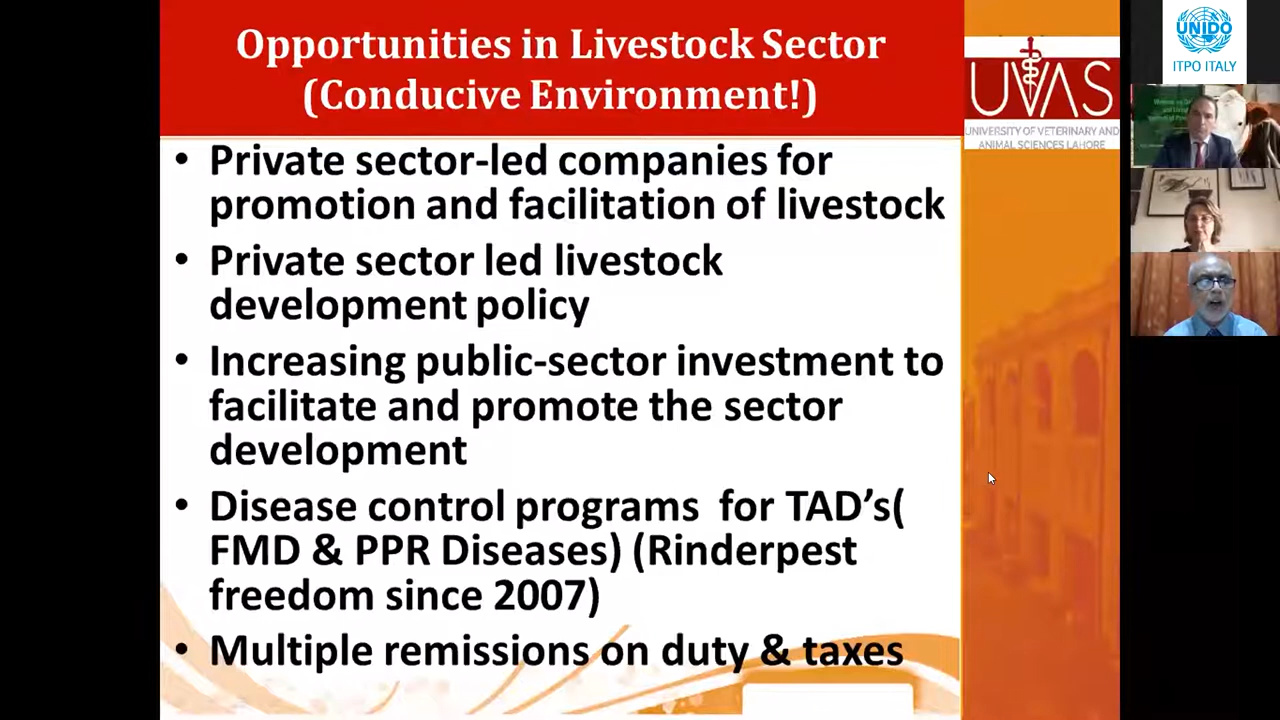 Opportunities in Livestock Sector
(Conducive Environment!)
• Private sector-led companies for
promotion and facilitation of livestock
• Private sector led livestock
development policy
• Increasing public-sector investment to
facilitate and promote the sector
development
• Disease control programs for TAD’s(
FMD & PPR Diseases) (Rinderpest
freedom since 2007)
• Multiple remissions on duty & taxes
UVAS
UNIVERSITY OF VETERINARY AND
ANIMAL SCIENCES LAHORE
UNIDO
ITPO ITALY